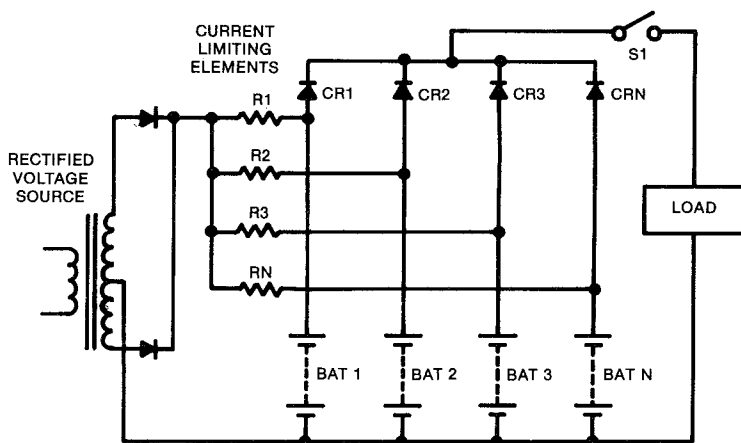 CURRENT
LIMITING
ELEMENTS
S1
R1
CR1
CR2
CR3
CRN
R2
RECTIFIED
VOLTAGE
SOURCE
LOAD
R3
RN
BAT 1
BAT 2
BAT 3
BAT N